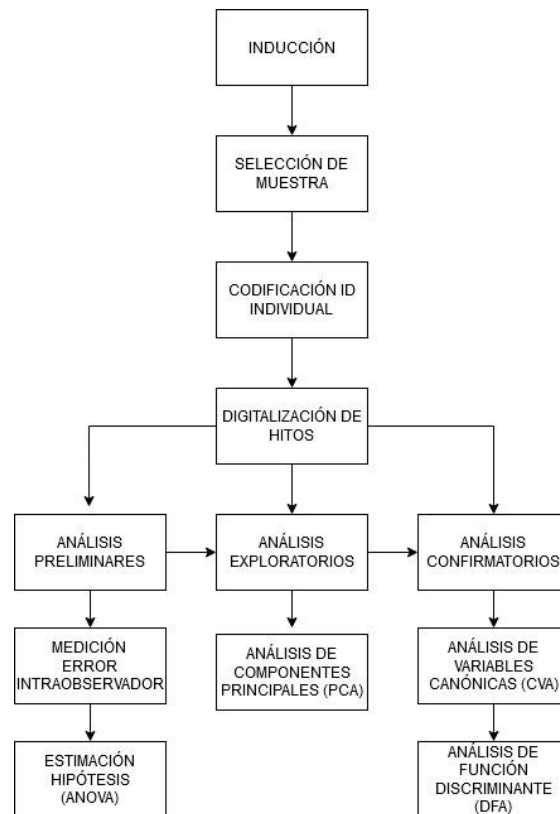 INDUCCIÓN
SELECCIÓN DE
MUESTRA
CODIFICACIÓN ID
INDIVIDUAL
DIGITALIZACIÓN DE
HITOS
ANÁLISIS
PRELIMINARES
ANÁLISIS
EXPLORATORIOS
ANÁLISIS
CONFIRMATORIOS
MEDICIÓN
ERROR
INTRAOBSERVADOR
ANÁLISIS DE
COMPONENTES
PRINCIPALES (PCA)
ANÁLISIS DE
VARIABLES
CANÓNICAS (CVA)
ESTIMACIÓN
HIPÓTESIS
(ANOVA)
ANÁLISIS DE
FUNCIÓN
DISCRIMINANTE
(DFA)